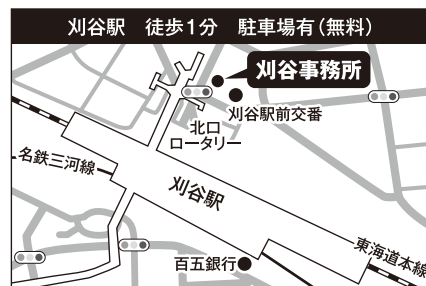 刈谷駅　徒歩1分　駐車場有（無料）
刈谷事務所
刈谷駅前交番
北口
ロータリー
名鉄三河線
刈谷駅
東海道本線
百五銀行